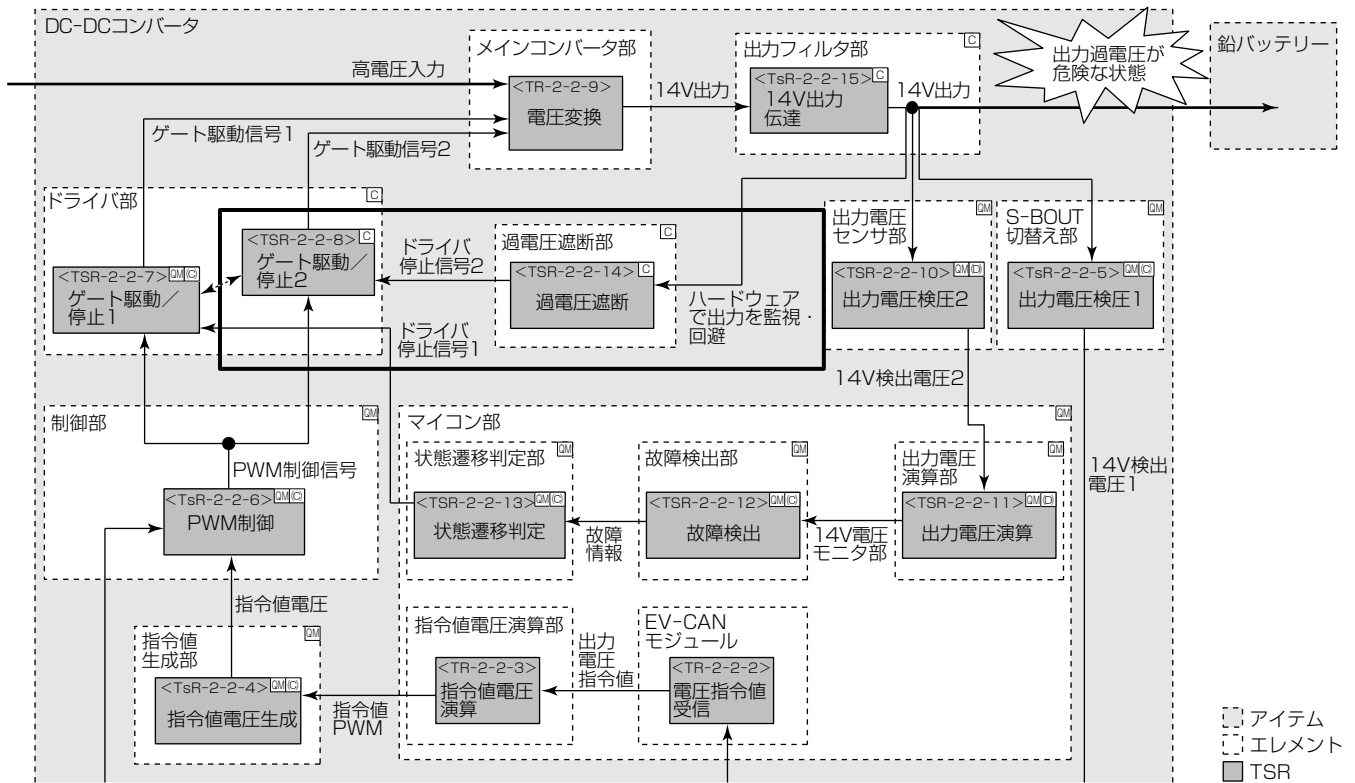 DC-DCコンバータ
メインコンバータ部
出力フィルタ部
C
出力過電圧が
危険な状態
鉛バッテリー
高電圧入力
<TR-2-2-9>
電圧変換
14V出力
<TsR-2-2-15>
C
14V出力
伝達
14V出力
ゲート駆動信号1
ゲート駆動信号2
ドライバ部
C
<TSR-2-2-8>
C
ゲート駆動/
停止2
<TSR-2-2-7>
QM(C)
ゲート駆動/
停止1
ドライバ
停止信号2
過電圧遮断部
C
<TSR-2-2-14>
C
過電圧遮断
ハードウェア
で出力を監視・
回避
ドライバ
停止信号1
出力電圧
センサ部
QM
<TSR-2-2-10>
QM(D)
出力電圧検圧2
S-BOUT
切替え部
QM
<TsR-2-2-5>
QM(C)
出力電圧検圧1
14V検出電圧2
14V検出
電圧1
制御部
QM
PWM制御信号
<TsR-2-2-6>
QM(C)
PWM制御
マイコン部
QM
状態遷移判定部
QM
<TSR-2-2-13>
QM(C)
状態遷移判定
故障
情報
故障検出部
QM
<TSR-2-2-12>
QM(C)
故障検出
14V電圧
モニタ部
出力電圧
演算部
QM
<TSR-2-2-11>
QM(D)
出力電圧演算
指令値電圧
指令値
生成部
QM
<TsR-2-2-4>
QM(C)
指令値電圧生成
指令値
PWM
指令値電圧演算部
<TR-2-2-3>
指令値電圧
演算
出力
電圧
指令値
EV-CAN
モジュール
<TR-2-2-2>
電圧指令値
受信
アイテム
エレメント
TSR